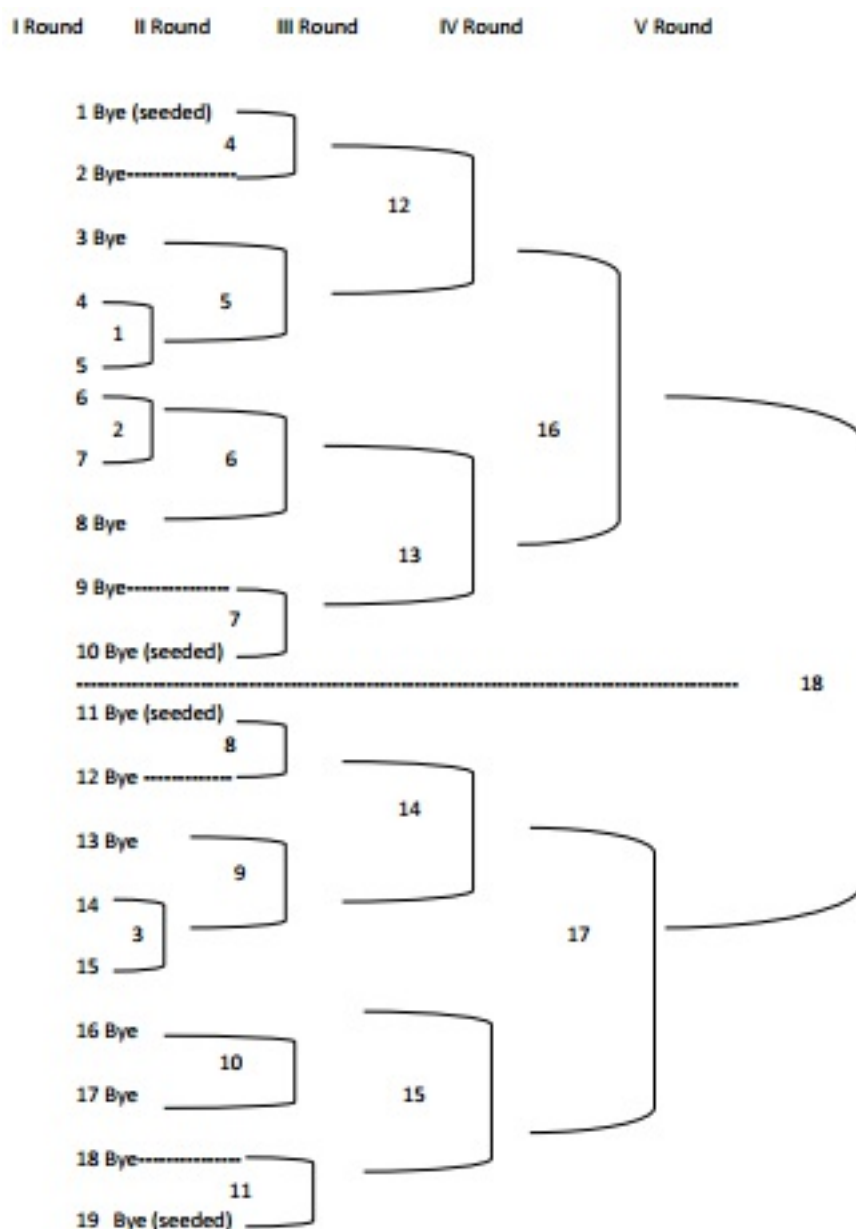 I Round II Round III Round IV Round V Round
1 Bye (seeded)
4
2 Bye-----------------
12
3 Bye
4
5
1
5
6
2
16
7
6
8 Bye
13
9 Bye----------------
7
10 Bye (seeded)
18
11 Bye (seeded)
8
12 Bye --------------
14
13 Bye
9
14
3
17
15
16 Bye
10
17 Bye
15
18 Bye----------------
11
19 Bye (seeded)